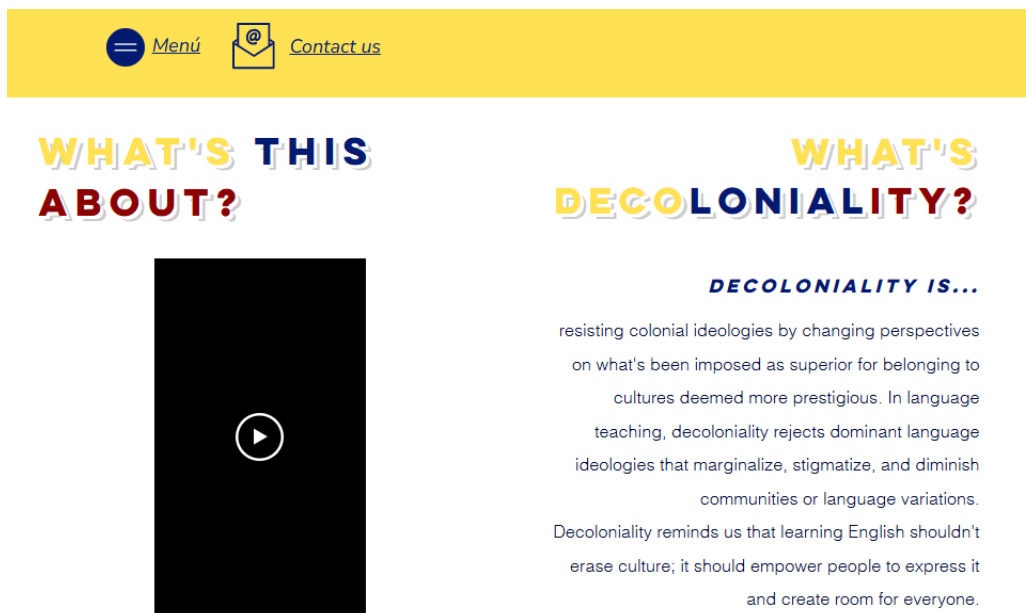 Menú
@
Contact us
WHAT'S THIS
ABOUT?
WHAT'S
DECOLONIALITY?
DECOLONIALITY IS...
resisting colonial ideologies by changing perspectives
on what's been imposed as superior for belonging to
cultures deemed more prestigious. In language
teaching, decoloniality rejects dominant language
ideologies that marginalize, stigmatize, and diminish
communities or language variations.
Decoloniality reminds us that learning English shouldn't
erase culture; it should empower people to express it
and create room for everyone.